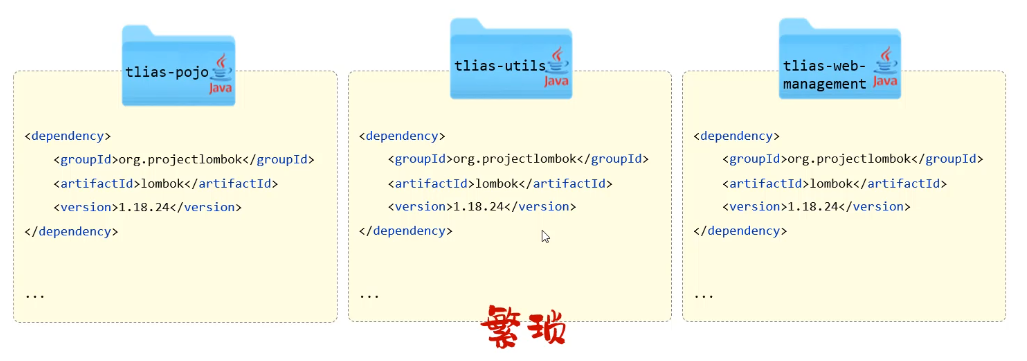 tlias-pojo
Java
<dependency>
<groupId>org.projectlombok</groupId>
<artifactId>lombok</artifactId>
<version>1.18.24</version>
</dependency>
...
tlias-utils
Java
<dependency>
<groupId>org.projectlombok</groupId>
<artifactId>lombok</artifactId>
<version>1.18.24</version>
</dependency>
...
tlias-web-
management
Java
<dependency>
<groupId>org.projectlombok</groupId>
<artifactId>lombok</artifactId>
<version>1.18.24</version>
</dependency>
...
繁琐